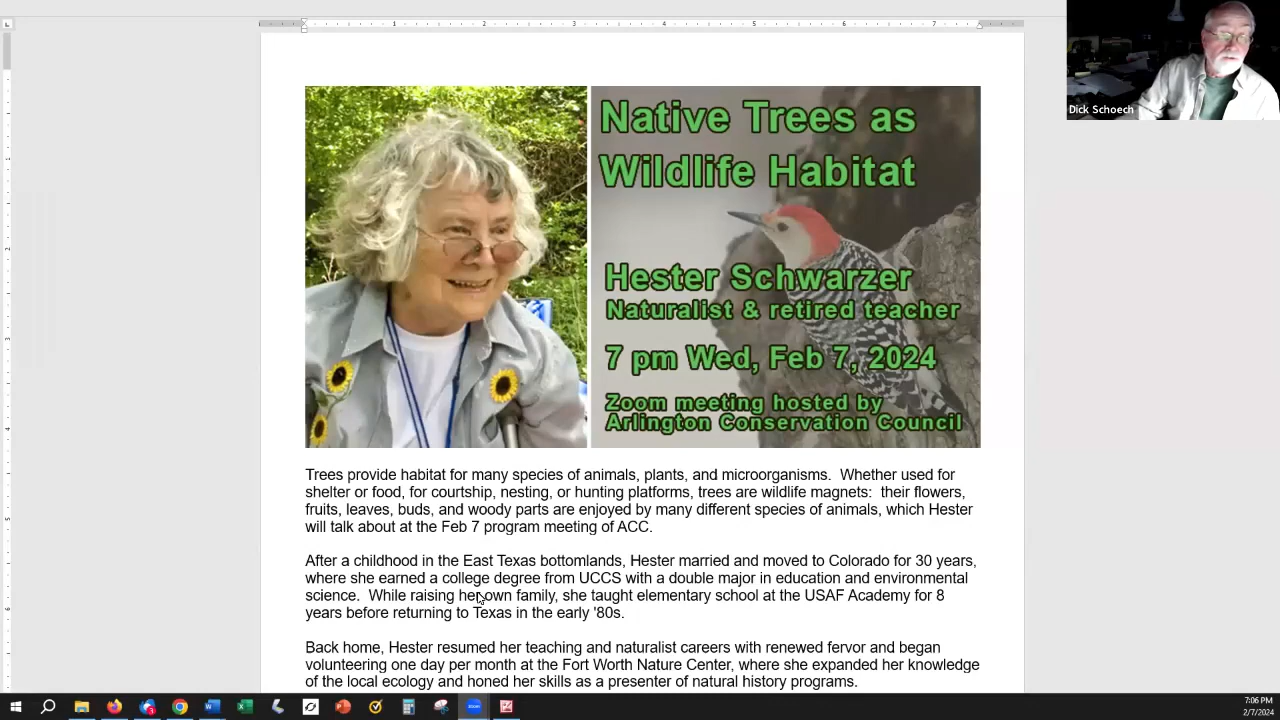 1 2 3 4 5 6 7
Dick Schoech
Native Trees as
Wildlife Habitat
Hester Schwarzer
Naturalist & retired teacher
7 pm Wed, Feb 7, 2024
Zoom meeting hosted by
Arlington Conservation Council
Trees provide habitat for many species of animals, plants, and microorganisms.  Whether used for
shelter or food, for courtship, nesting, or hunting platforms, trees are wildlife magnets:  their flowers,
fruits, leaves, buds, and woody parts are enjoyed by many different species of animals, which Hester
will talk about at the Feb 7 program meeting of ACC.
After a childhood in the East Texas bottomlands, Hester married and moved to Colorado for 30 years,
where she earned a college degree from UCCS with a double major in education and environmental
science.  While raising her own family, she taught elementary school at the USAF Academy for 8
years before returning to Texas in the early '80s.
Back home, Hester resumed her teaching and naturalist careers with renewed fervor and began
volunteering one day per month at the Fort Worth Nature Center, where she expanded her knowledge
of the local ecology and honed her skills as a presenter of natural history programs.
7:06 PM
2/7/2024